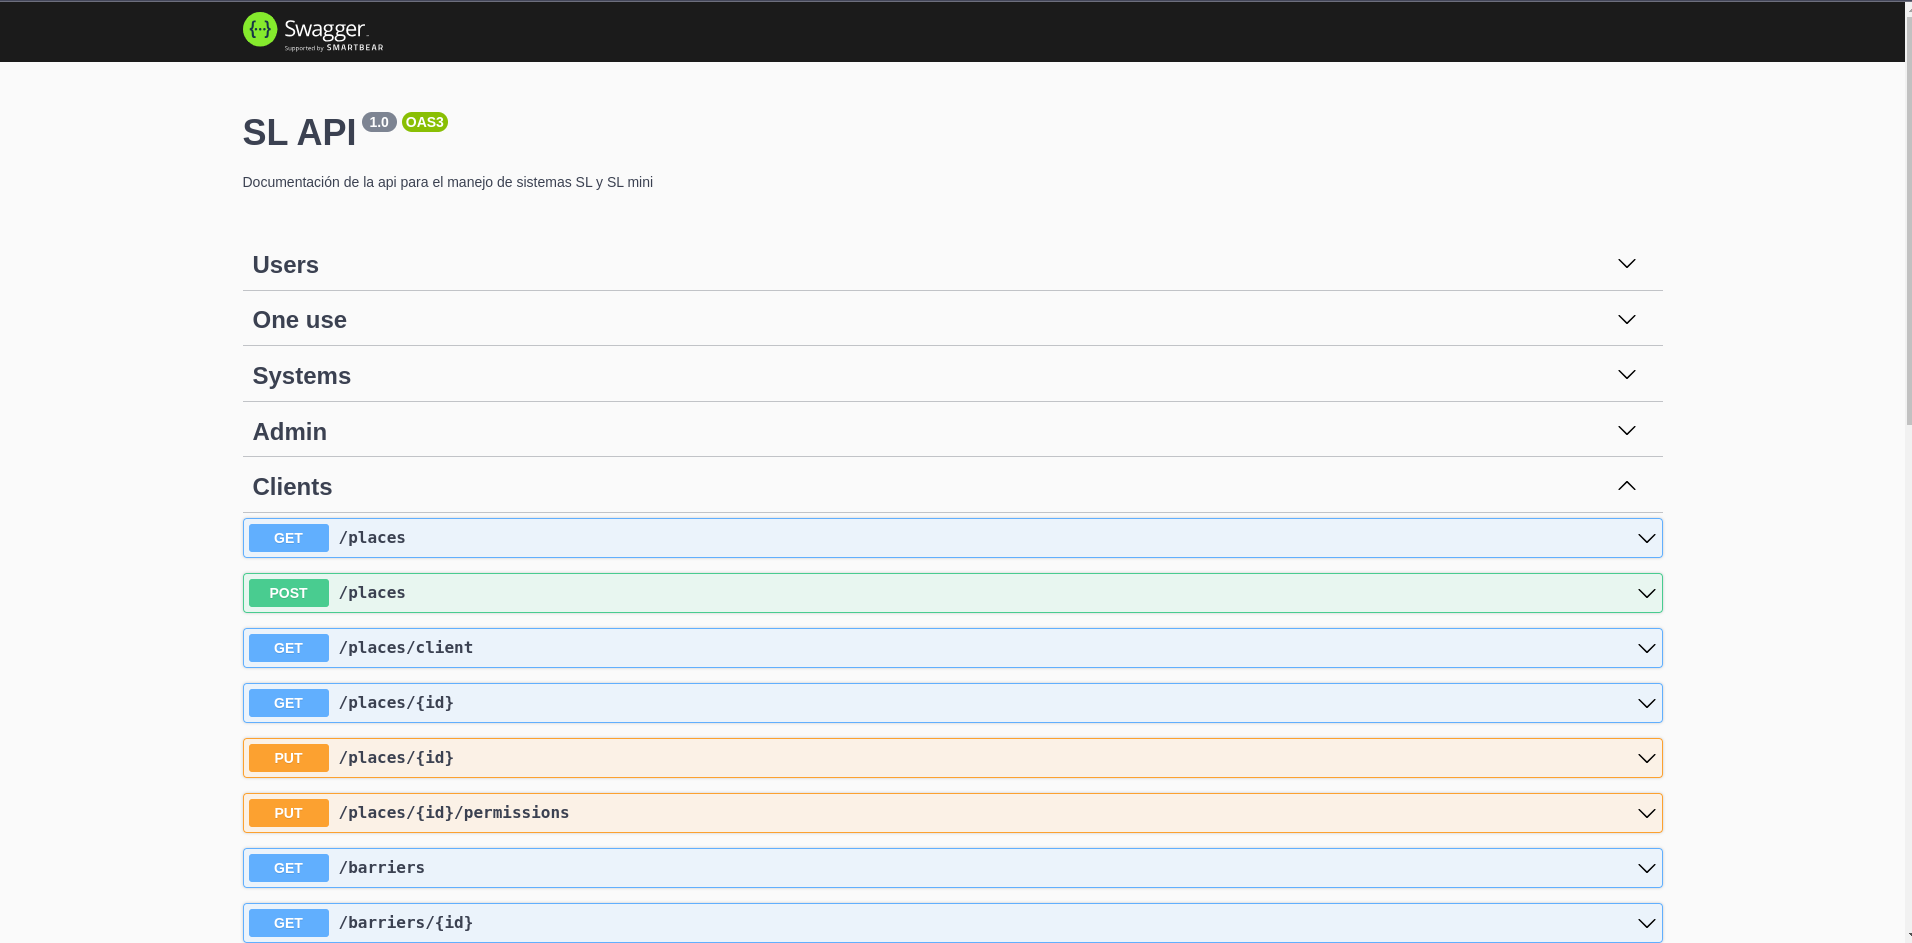 Swagger
Supported by SMARTBEAR
SL API 1.0 OAS3
Documentación de la api para el manejo de sistemas SL y SL mini
Users
One use
Systems
Admin
Clients
GET /places
POST /places
GET /places/client
GET /places/{id}
PUT /places/{id}
PUT /places/{id}/permissions
GET /barriers
GET /barriers/{id}